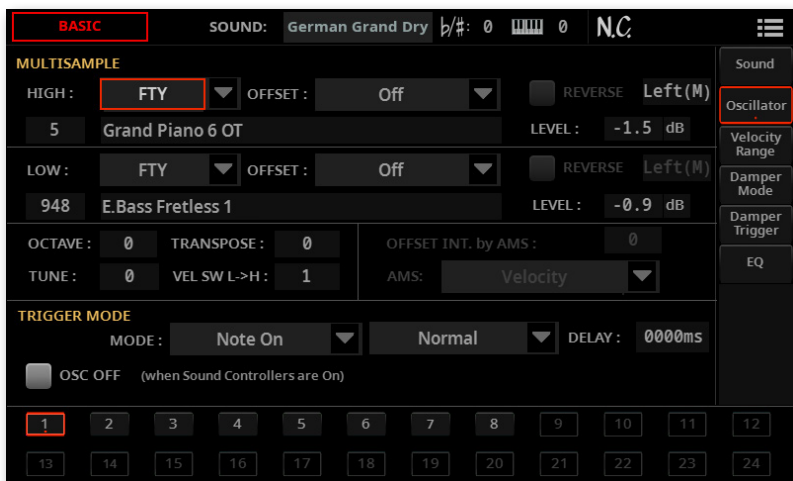 BASIC SOUND: German Grand Dry ♭/#: 0 0 N.C.
MULTISAMPLE
Sound
HIGH : FTY OFFSET : Off REVERSE Left(M)
Oscillator
5 Grand Piano 6 OT LEVEL : -1.5 dB
Velocity
Range
LOW : FTY OFFSET : Off REVERSE Left(M)
Damper
Mode
948 E.Bass Fretless 1 LEVEL : -0.9 dB
Damper
Trigger
OCTAVE : 0 TRANSPOSE : 0 OFFSET INT. by AMS : 0
EQ
TUNE : 0 VEL SW L->H : 1 AMS: Velocity
TRIGGER MODE
MODE : Note On Normal DELAY : 0000ms
OSC OFF (when Sound Controllers are On)
1 2 3 4 5 6 7 8 9 10 11 12
13 14 15 16 17 18 19 20 21 22 23 24